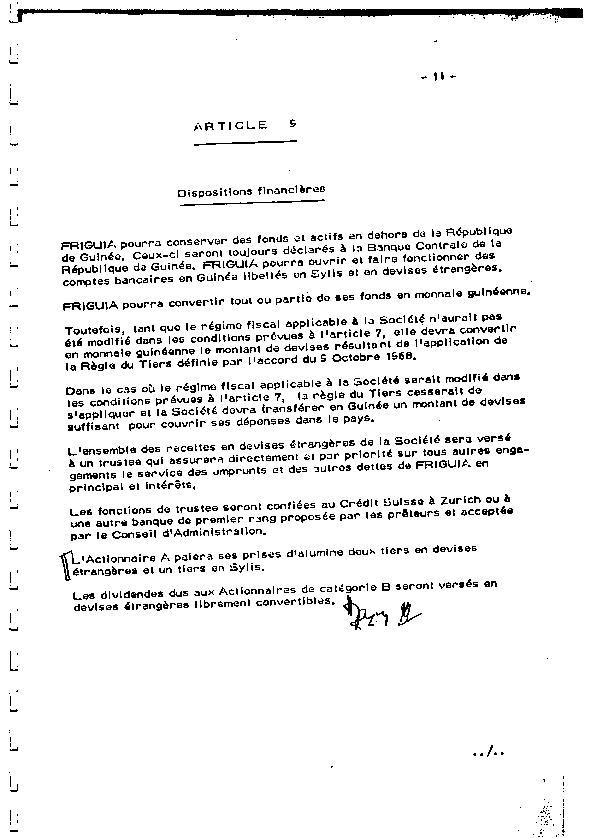 - 11 -
ARTICLE 9
Dispositions financières
FRIGUIA pourra conserver des fonds et actifs en dehors de la République
de Guinée. Ceux-ci seront toujours déclarés à la Banque Centrale de la
République de Guinée. FRIGUIA pourra ouvrir et faire fonctionner des
comptes bancaires en Guinée libellés en Sylis et en devises étrangères.
FRIGUIA pourra convertir tout ou partie de ses fonds en monnaie guinéenne.
Toutefois, tant que le régime fiscal applicable à la Société n'aurait pas
été modifié dans les conditions prévues à l'article 7, elle devra convertir
en monnaie guinéenne le montant de devises résultant de l'application de
la Règle du Tiers définie par l'accord du 5 Octobre 1968.
Dans le cas où le régime fiscal applicable à la Société serait modifié dans
les conditions prévues à l'article 7, la règle du Tiers cesserait de
s'appliquer et la Société devra transférer en Guinée un montant de devises
suffisant pour couvrir ses dépenses dans le pays.
L'ensemble des recettes en devises étrangères de la Société sera versé
à un trustee qui assurera directement et par priorité sur tous autres enga-
gements le service des emprunts et des autres dettes de FRIGUIA en
principal et intérêts.
Les fonctions de trustee seront confiées au Crédit Suisse à Zurich ou à
une autre banque de premier rang proposée par les prêteurs et acceptée
par le Conseil d'Administration.
L'Actionnaire A paiera ses prises d'alumine deux tiers en devises
étrangères et un tiers en Sylis.
Les dividendes dus aux Actionnaires de catégorie B seront versés en
devises étrangères librement convertibles.
../..